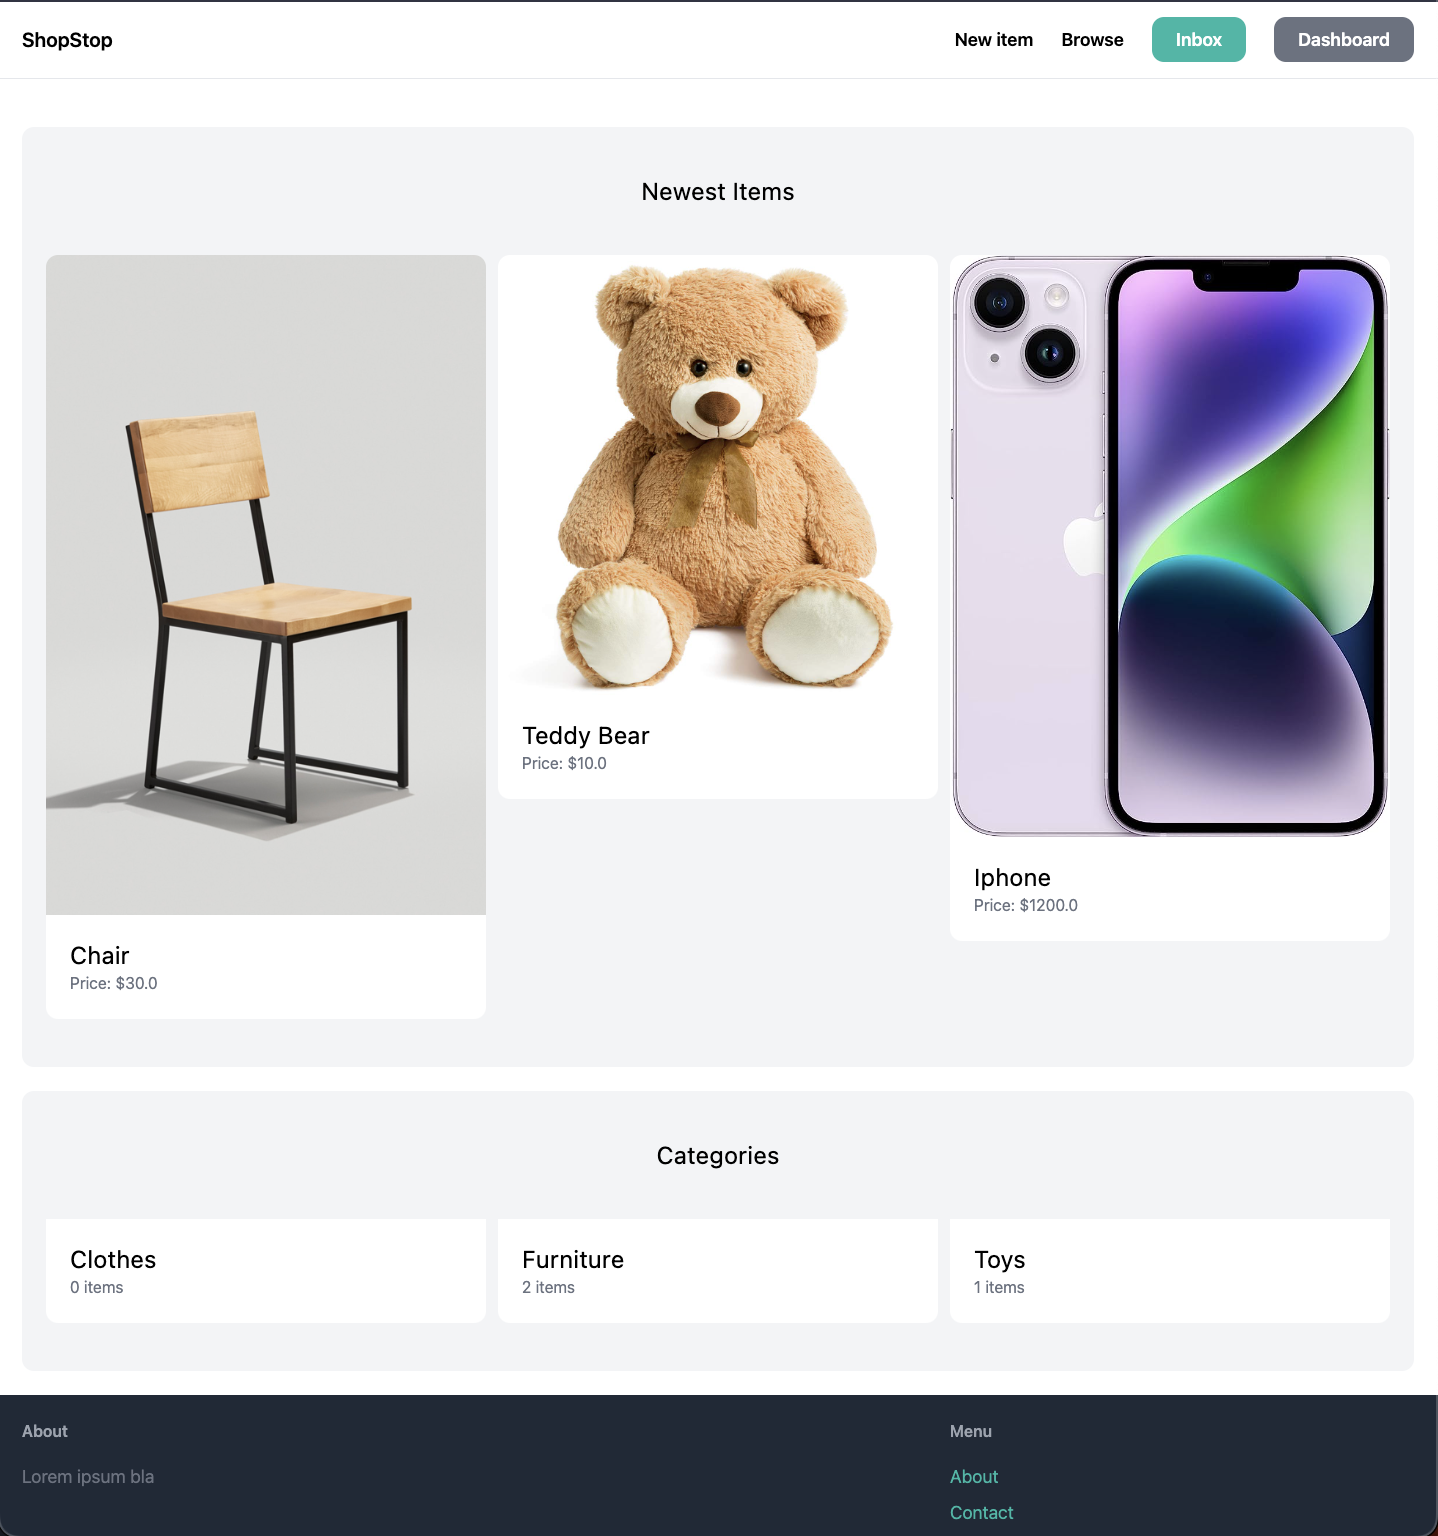 ShopStop
New item Browse Inbox Dashboard
Newest Items
Chair
Price: $30.0
Teddy Bear
Price: $10.0
Iphone
Price: $1200.0
Categories
Clothes
0 items
Furniture
2 items
Toys
1 items
About
Lorem ipsum bla
Menu
About
Contact